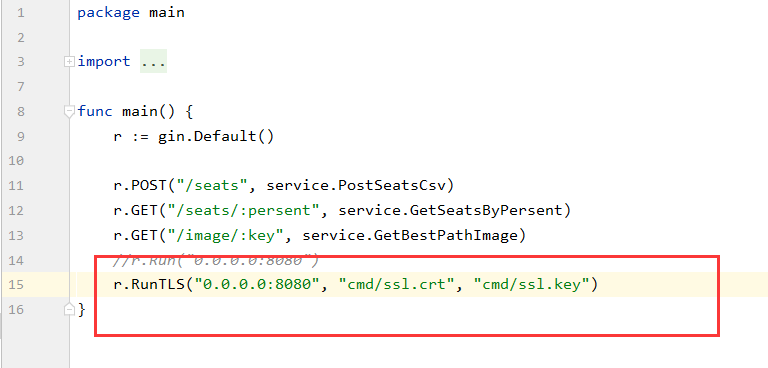 1 package main
2
3 import ...
7
8 func main() {
9 r := gin.Default()
10
11 r.POST("/seats", service.PostSeatsCsv)
12 r.GET("/seats/:persent", service.GetSeatsByPersent)
13 r.GET("/image/:key", service.GetBestPathImage)
14 //r.Run("0.0.0.0:8080")
15 r.RunTLS("0.0.0.0:8080", "cmd/ssl.crt", "cmd/ssl.key")
16 }